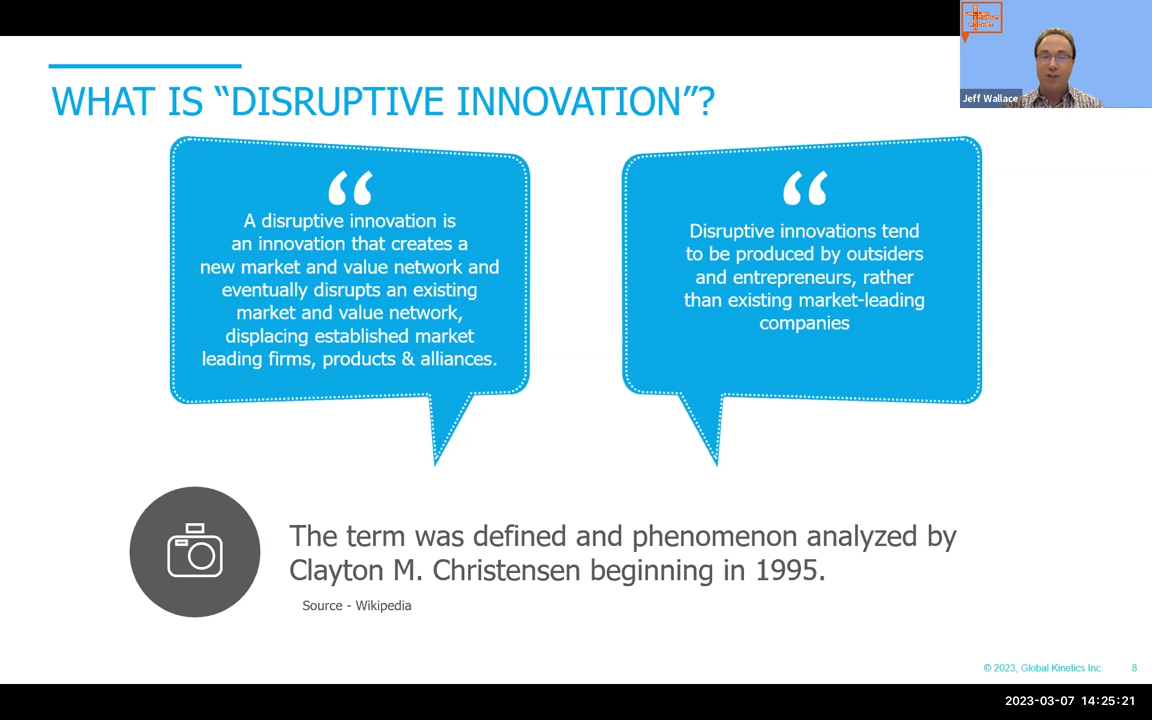 WHAT IS “DISRUPTIVE INNOVATION”?
Jeff Wallace
A disruptive innovation is
an innovation that creates a
new market and value network and
eventually disrupts an existing
market and value network,
displacing established market
leading firms, products & alliances.
Disruptive innovations tend
to be produced by outsiders
and entrepreneurs, rather
than existing market-leading
companies
The term was defined and phenomenon analyzed by
Clayton M. Christensen beginning in 1995.
Source - Wikipedia
© 2023, Global Kinetics Inc.
8
2023-03-07 14:25:21